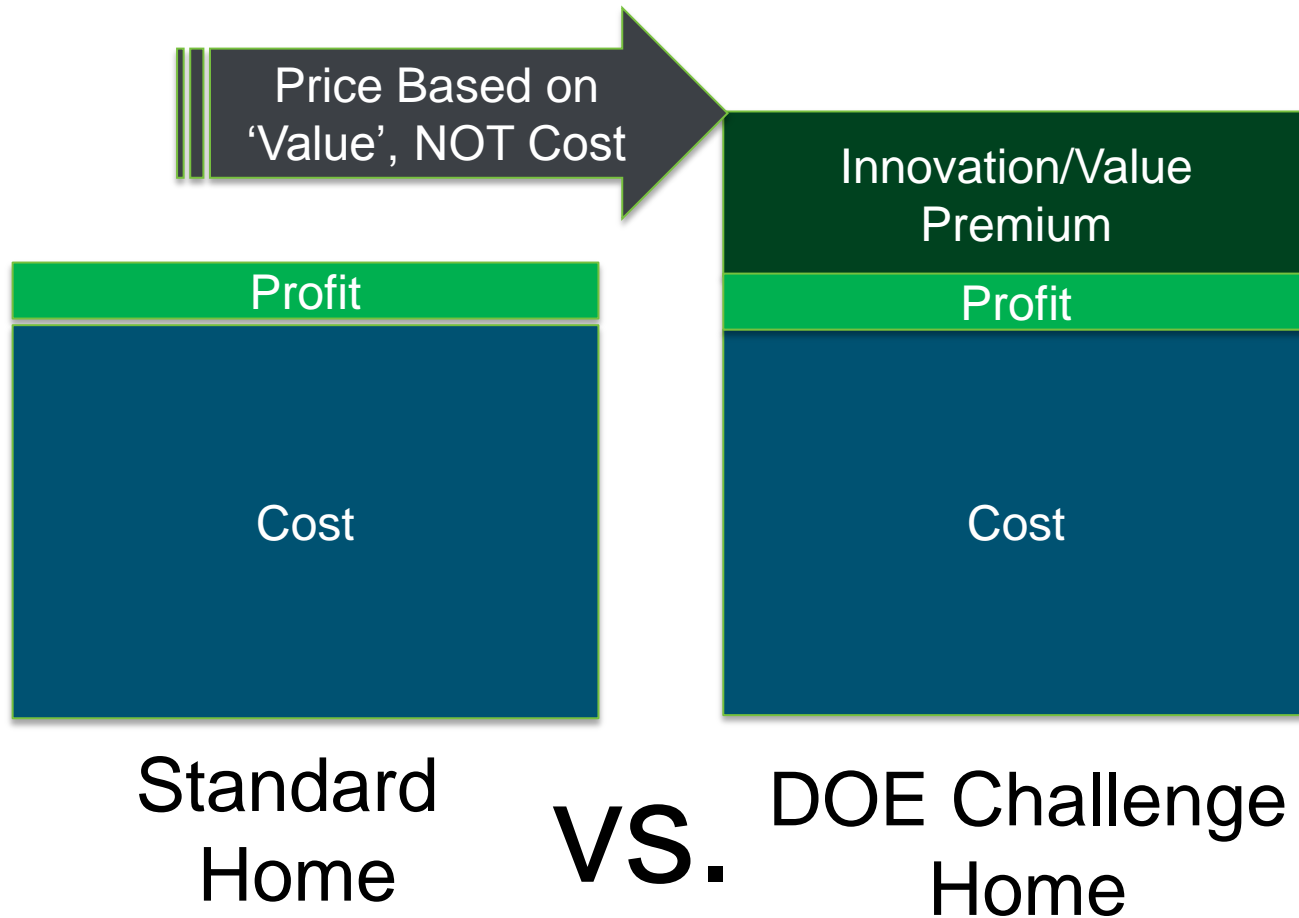 Price Based on
‘Value’, NOT Cost
Innovation/Value
Premium
Profit
Profit
Cost
Cost
Standard
Home
vs.
DOE Challenge
Home